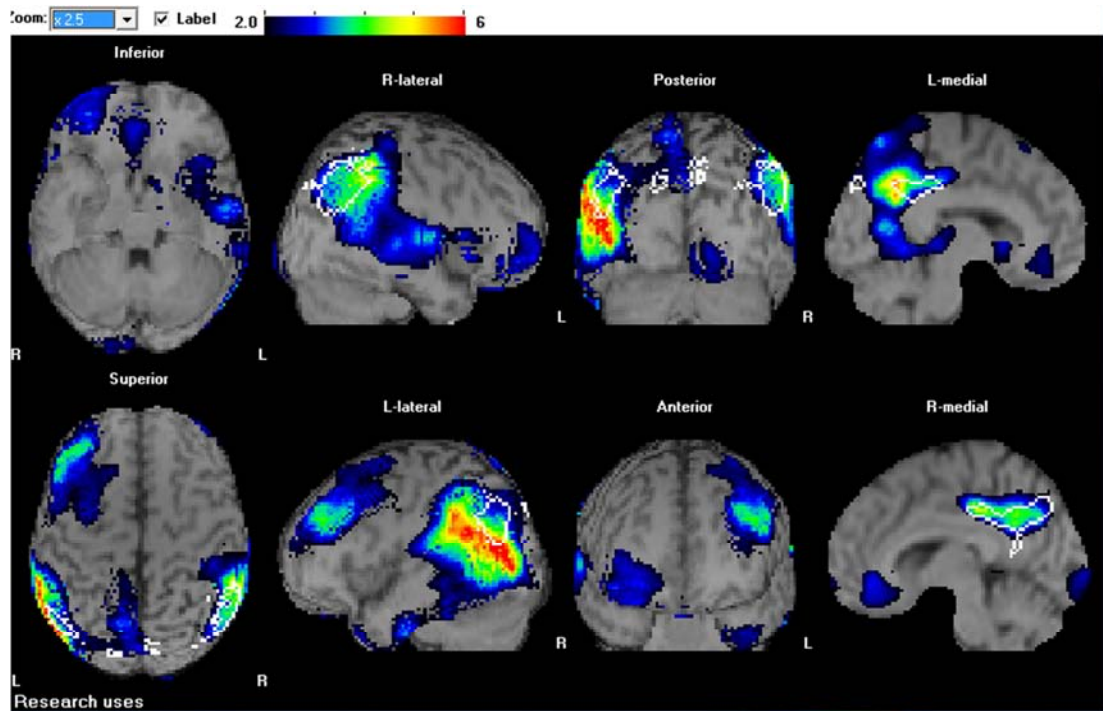 Zoom: x 2.5 Label 2.0 6
Inferior
R-lateral
Posterior
L-medial
R L L R
Superior
L-lateral
Anterior
R-medial
L R R L
Research uses